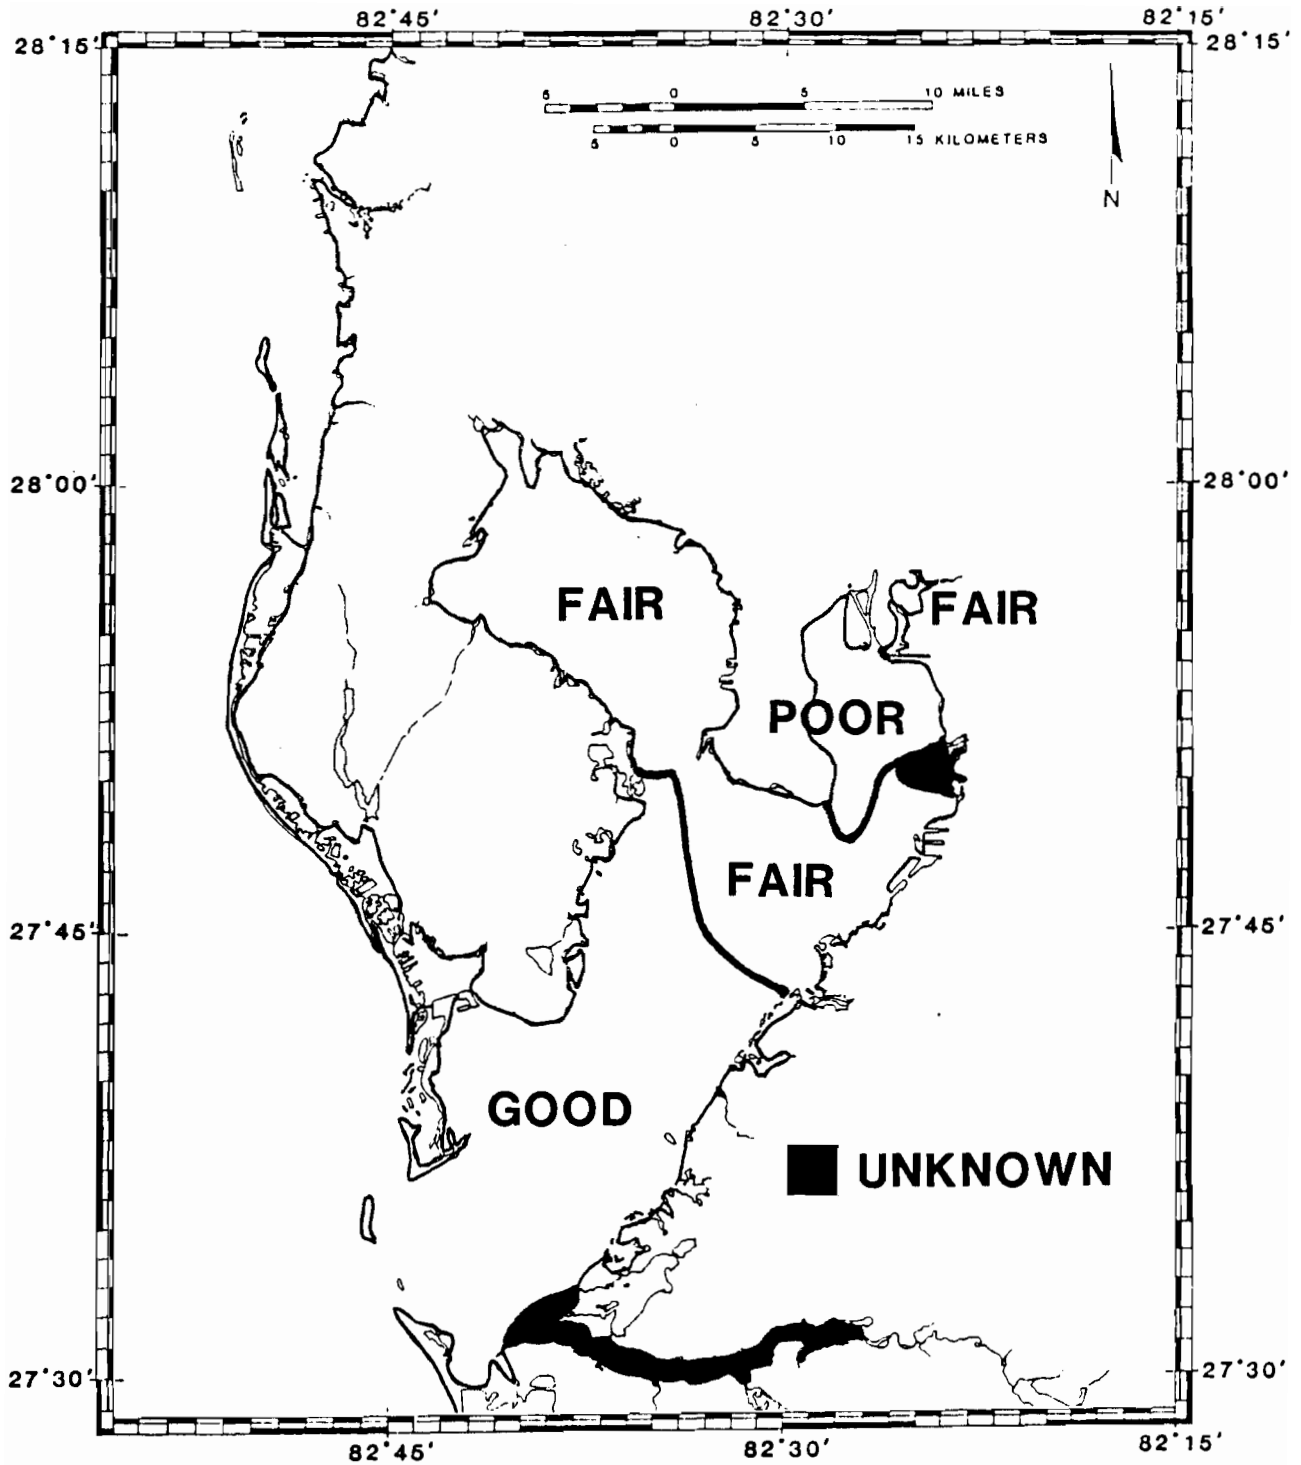 82°45' 82°30' 82°15'
28°15' 28°15'
5 0 5 10 MILES
5 0 5 10 15 KILOMETERS
N
28°00' 28°00'
FAIR FAIR
POOR
FAIR
27°45' 27°45'
GOOD
UNKNOWN
27°30' 27°30'
82°45' 82°30' 82°15'